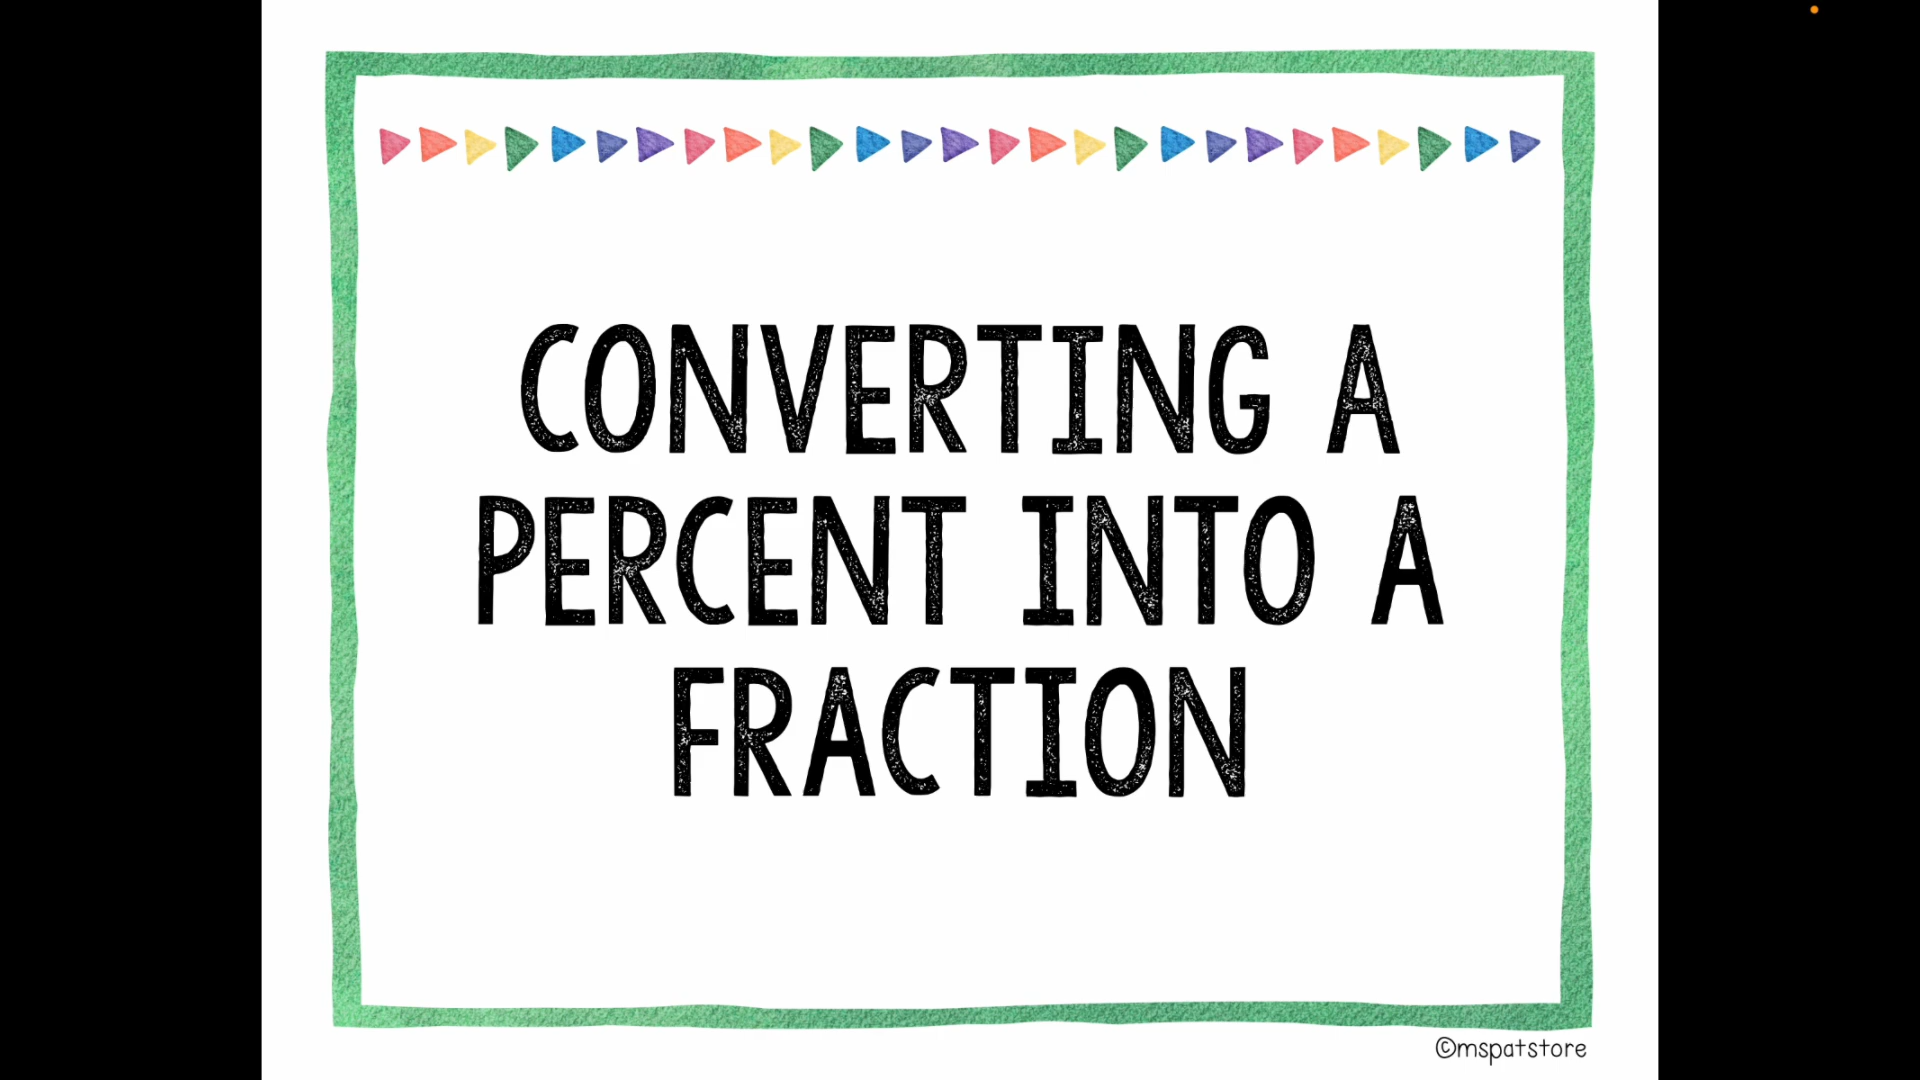 CONVERTING A
PERCENT INTO A
FRACTION
©mspatstore